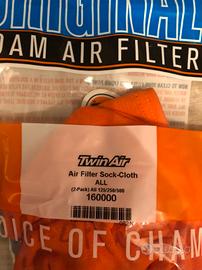 ORIGINAL
OAM AIR FILTER
Twin Air
Air Filter Sock-Cloth
ALL
(2-Pack) All 125/250/500
160000
OICE OF CHAM